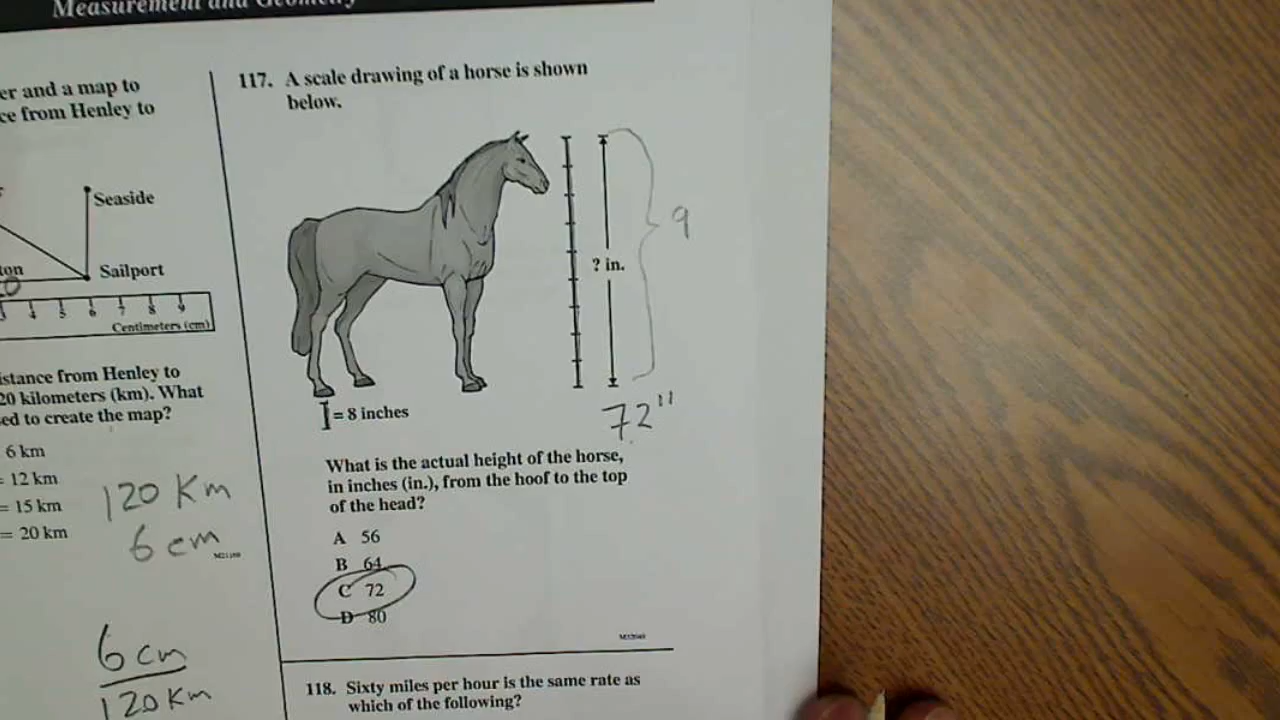 Measurement and Geometry
er and a map to
ce from Henley to
Seaside
Sailport
ton
4 5 6 7 8 9
Centimeters (cm)
istance from Henley to
20 kilometers (km). What
ed to create the map?
6 km
= 12 km
= 15 km
= 20 km
120 Km
6 cm
6 cm
120 Km
117. A scale drawing of a horse is shown
below.
? in.
9
= 8 inches
72"
What is the actual height of the horse,
in inches (in.), from the hoof to the top
of the head?
A 56
B 64
C 72
D 80
118. Sixty miles per hour is the same rate as
which of the following?